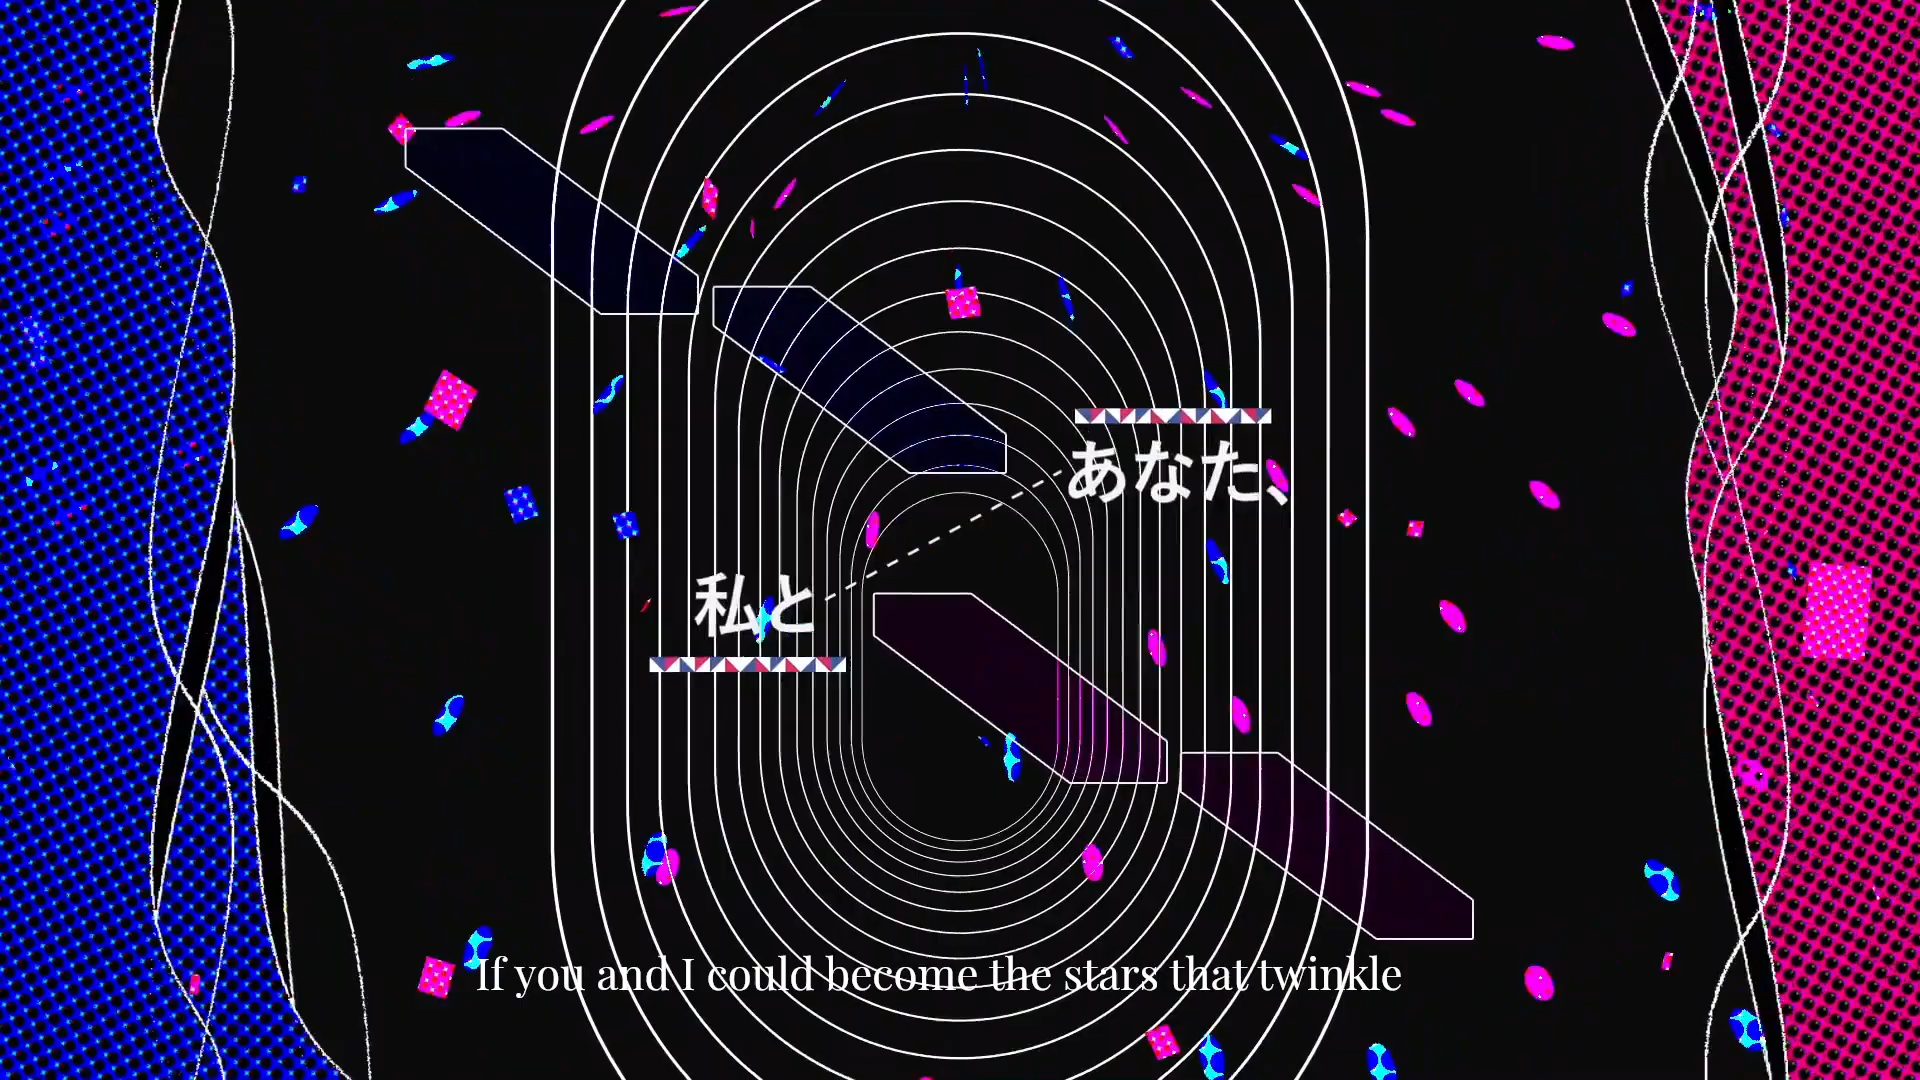 私と
あなた、
If you and I could become the stars that twinkle